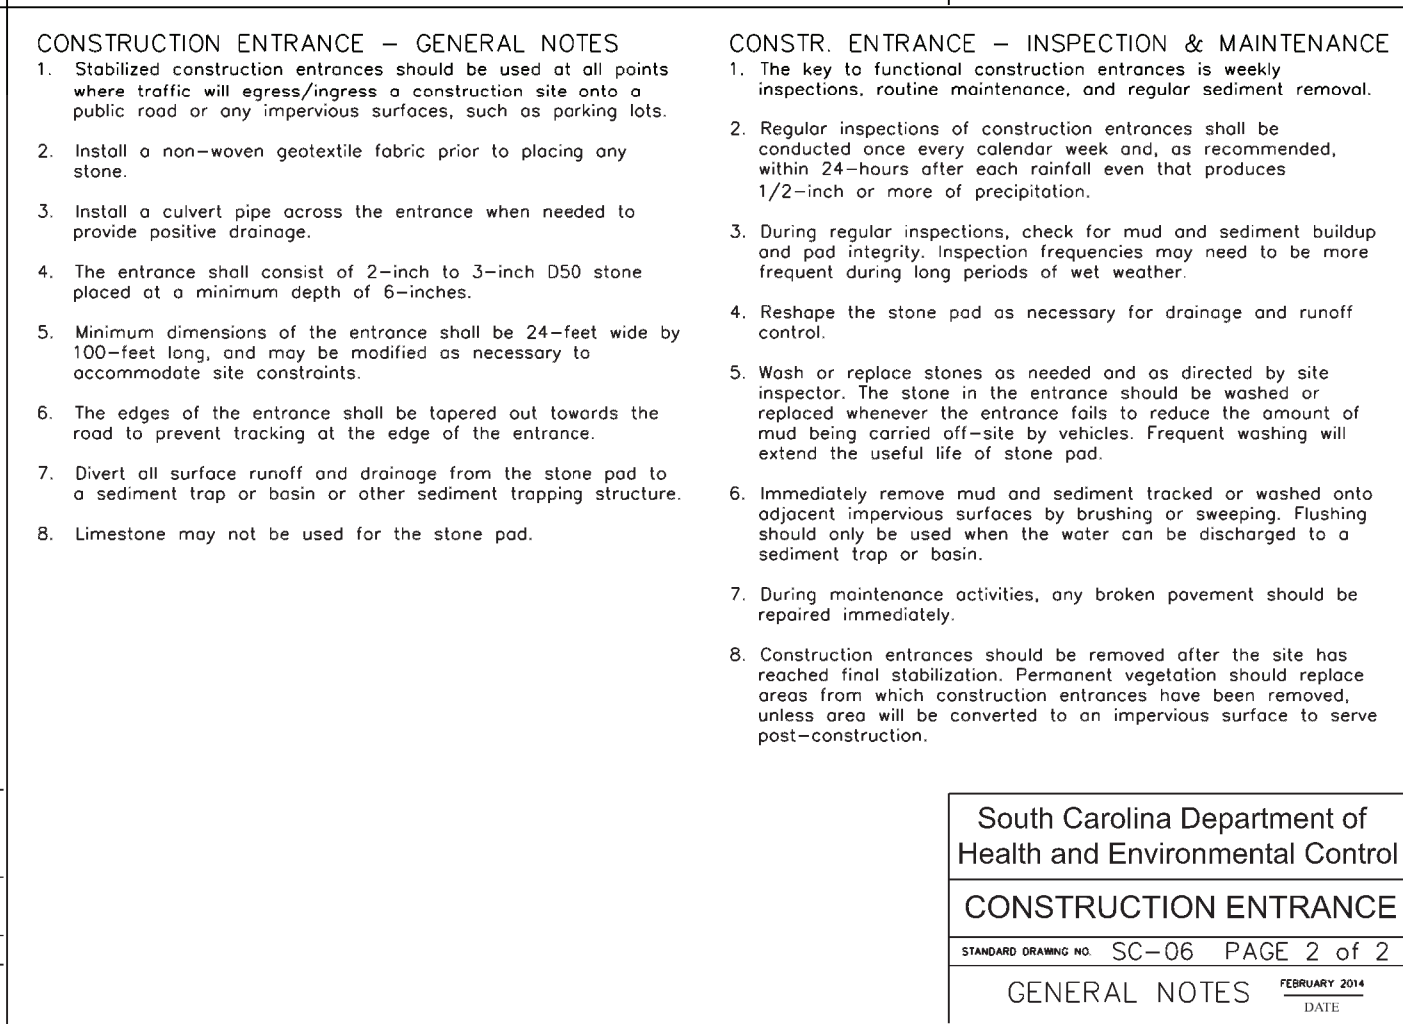 CONSTRUCTION ENTRANCE – GENERAL NOTES
1. Stabilized construction entrances should be used at all points
where traffic will egress/ingress a construction site onto a
public road or any impervious surfaces, such as parking lots.
2. Install a non–woven geotextile fabric prior to placing any
stone.
3. Install a culvert pipe across the entrance when needed to
provide positive drainage.
4. The entrance shall consist of 2–inch to 3–inch D50 stone
placed at a minimum depth of 6–inches.
5. Minimum dimensions of the entrance shall be 24–feet wide by
100–feet long, and may be modified as necessary to
accommodate site constraints.
6. The edges of the entrance shall be tapered out towards the
road to prevent tracking at the edge of the entrance.
7. Divert all surface runoff and drainage from the stone pad to
a sediment trap or basin or other sediment trapping structure.
8. Limestone may not be used for the stone pad.
CONSTR. ENTRANCE – INSPECTION & MAINTENANCE
1. The key to functional construction entrances is weekly
inspections, routine maintenance, and regular sediment removal.
2. Regular inspections of construction entrances shall be
conducted once every calendar week and, as recommended,
within 24–hours after each rainfall even that produces
1/2–inch or more of precipitation.
3. During regular inspections, check for mud and sediment buildup
and pad integrity. Inspection frequencies may need to be more
frequent during long periods of wet weather.
4. Reshape the stone pad as necessary for drainage and runoff
control.
5. Wash or replace stones as needed and as directed by site
inspector. The stone in the entrance should be washed or
replaced whenever the entrance fails to reduce the amount of
mud being carried off–site by vehicles. Frequent washing will
extend the useful life of stone pad.
6. Immediately remove mud and sediment tracked or washed onto
adjacent impervious surfaces by brushing or sweeping. Flushing
should only be used when the water can be discharged to a
sediment trap or basin.
7. During maintenance activities, any broken pavement should be
repaired immediately.
8. Construction entrances should be removed after the site has
reached final stabilization. Permanent vegetation should replace
areas from which construction entrances have been removed,
unless area will be converted to an impervious surface to serve
post–construction.
South Carolina Department of
Health and Environmental Control
CONSTRUCTION ENTRANCE
STANDARD DRAWING NO. SC–06 PAGE 2 of 2
GENERAL NOTES FEBRUARY 2014
DATE